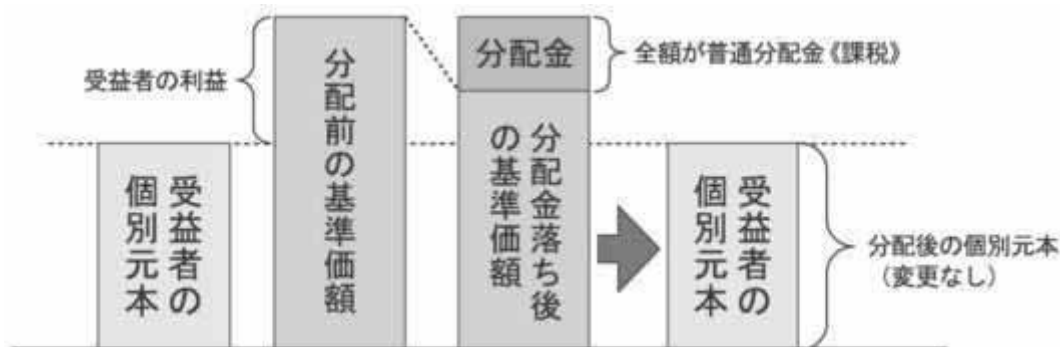 受益者の利益
受益者の
個別元本
分配前の基準価額
分配金
全額が普通分配金《課税》
分配金落ち後
の基準価額
受益者の
個別元本
分配後の個別元本
（変更なし）